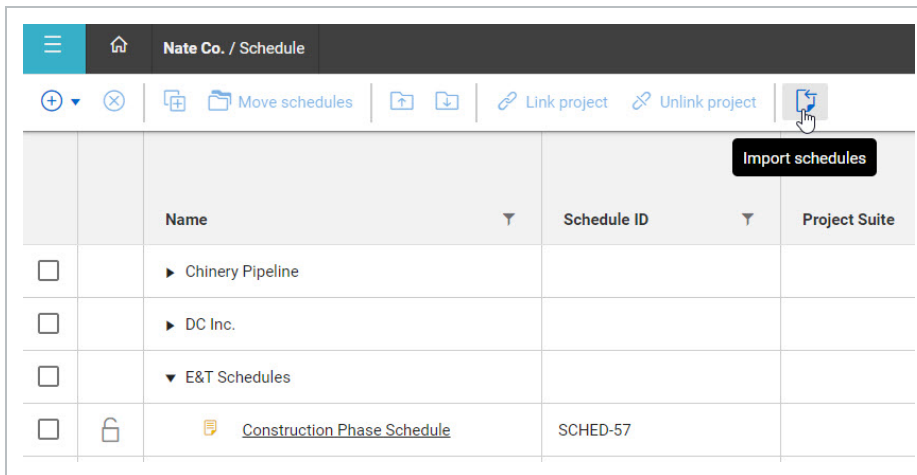 Nate Co. / Schedule
Move schedules Link project Unlink project
Import schedules
Name Schedule ID Project Suite
Chinery Pipeline
DC Inc.
E&T Schedules
Construction Phase Schedule SCHED-57